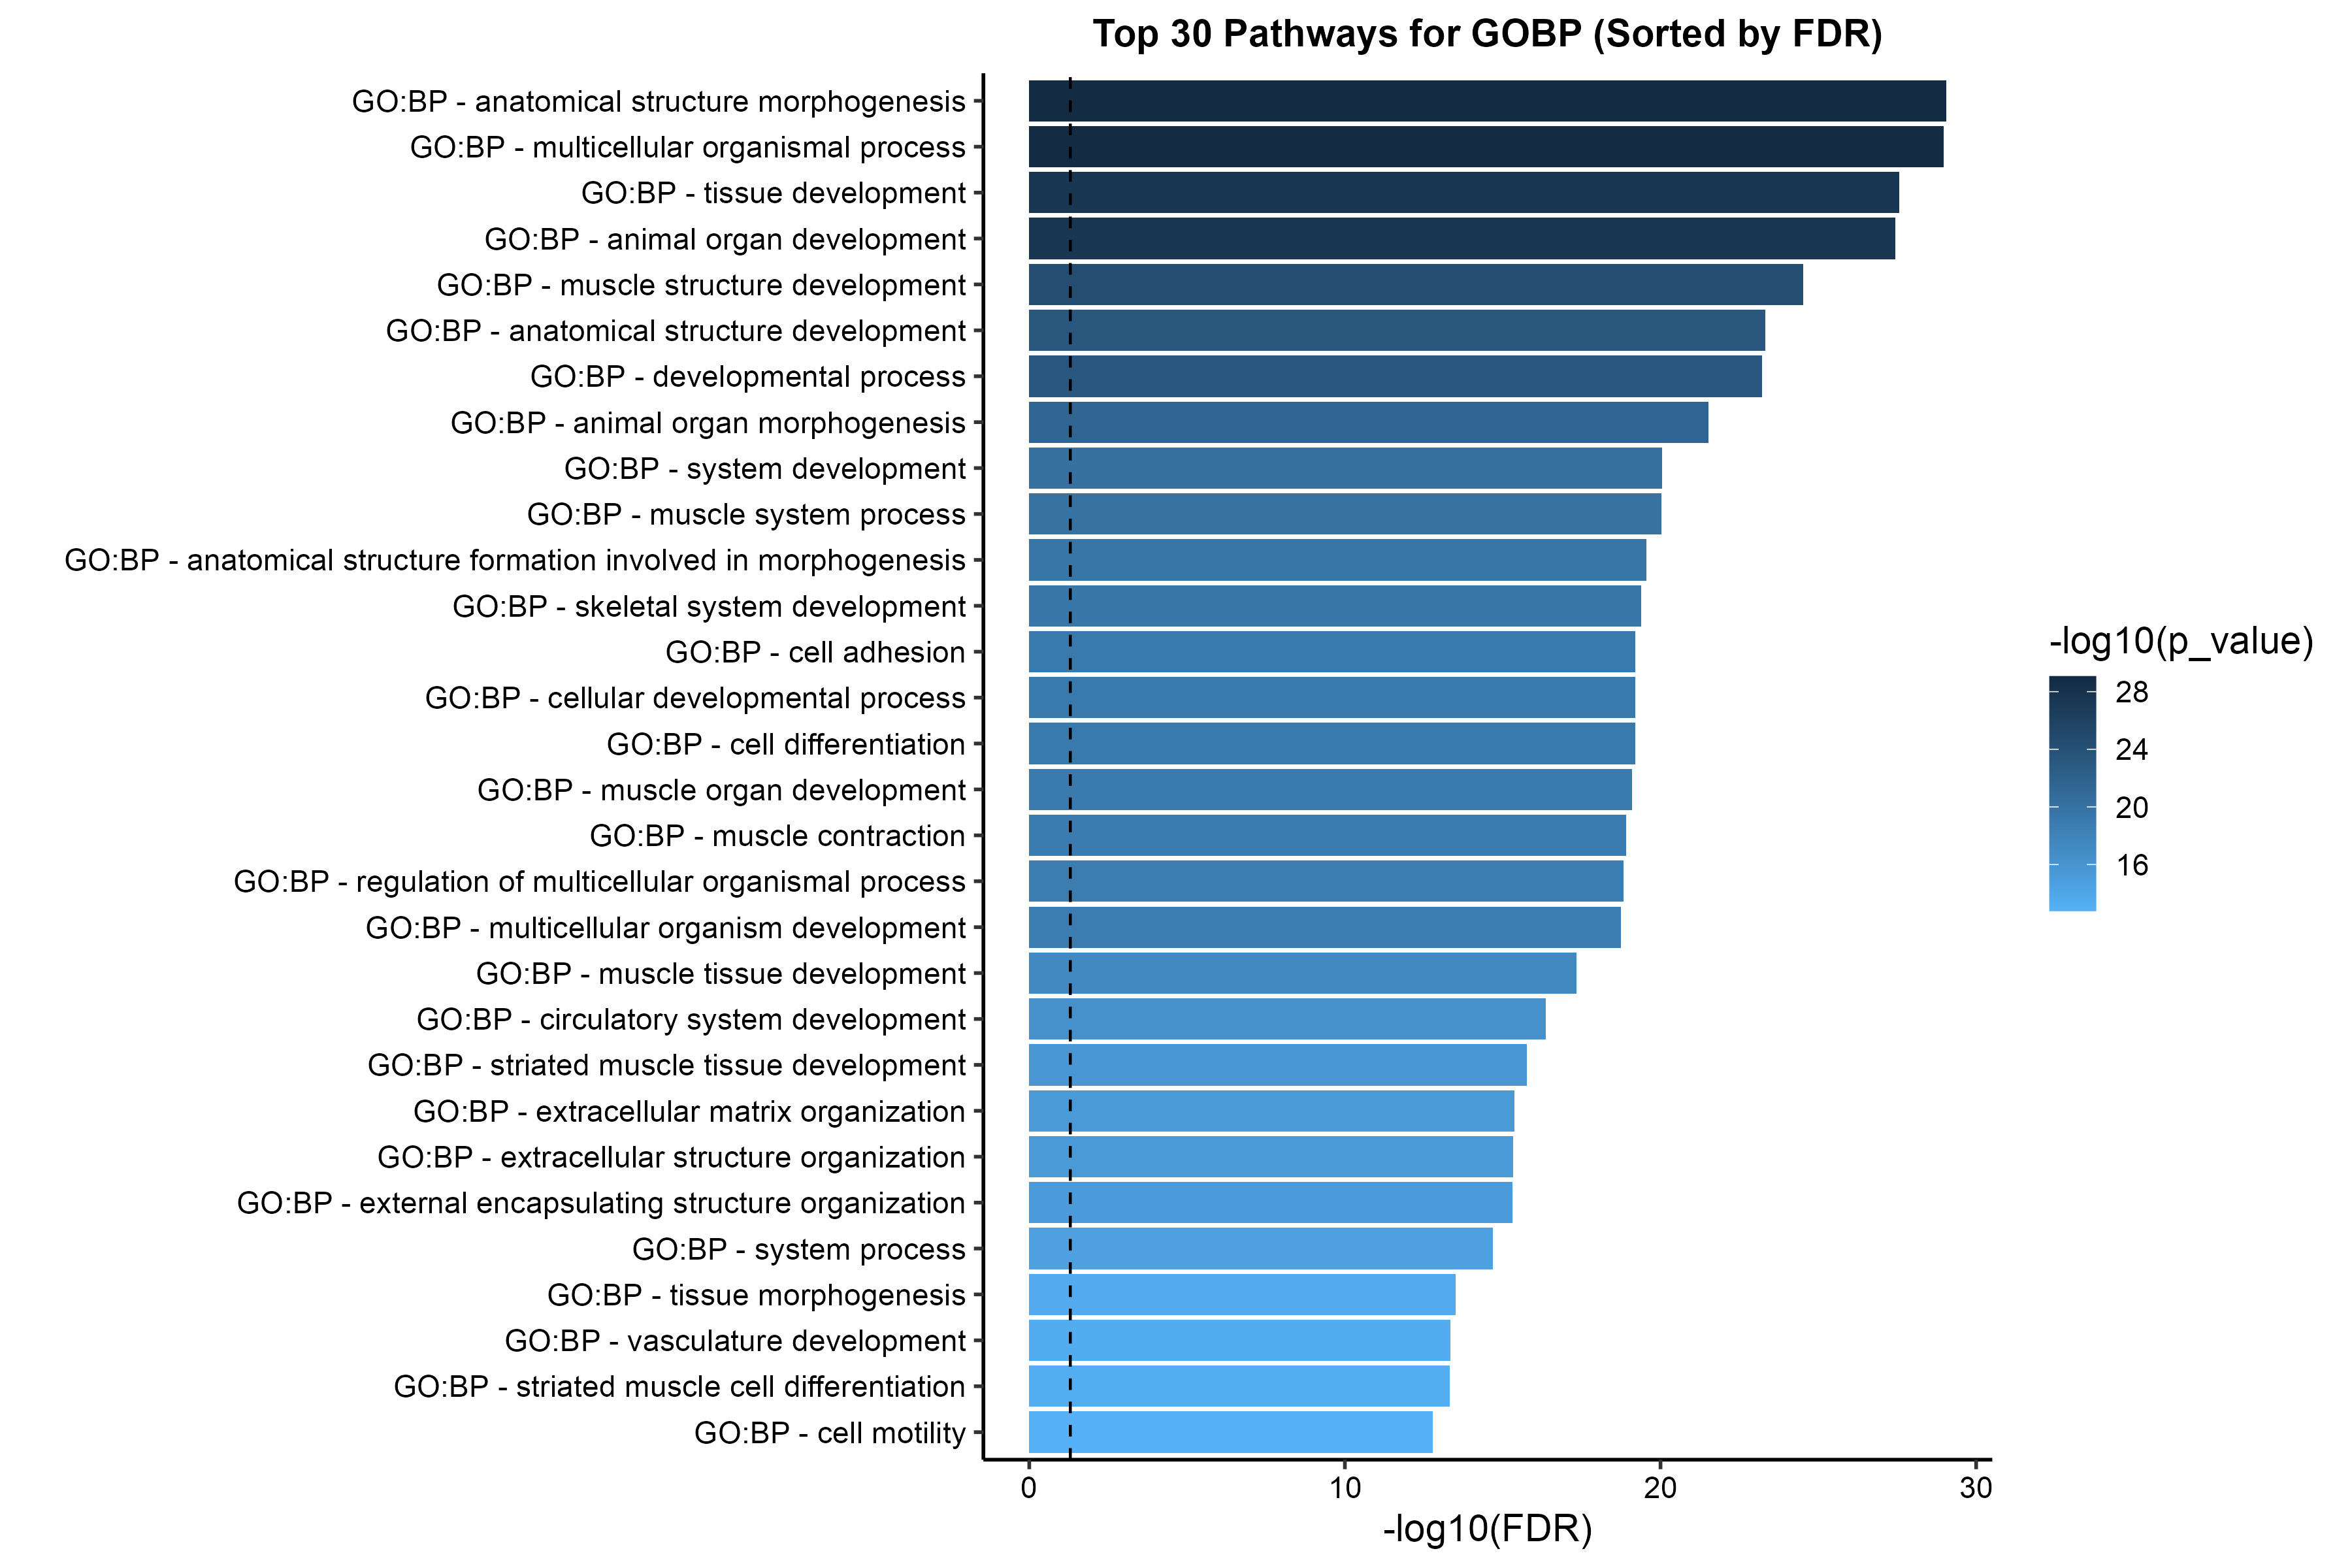 Top 30 Pathways for GOBP (Sorted by FDR)
GO:BP - anatomical structure morphogenesis
GO:BP - multicellular organismal process
GO:BP - tissue development
GO:BP - animal organ development
GO:BP - muscle structure development
GO:BP - anatomical structure development
GO:BP - developmental process
GO:BP - animal organ morphogenesis
GO:BP - system development
GO:BP - muscle system process
GO:BP - anatomical structure formation involved in morphogenesis
GO:BP - skeletal system development
GO:BP - cell adhesion
GO:BP - cellular developmental process
GO:BP - cell differentiation
GO:BP - muscle organ development
GO:BP - muscle contraction
GO:BP - regulation of multicellular organismal process
GO:BP - multicellular organism development
GO:BP - muscle tissue development
GO:BP - circulatory system development
GO:BP - striated muscle tissue development
GO:BP - extracellular matrix organization
GO:BP - extracellular structure organization
GO:BP - external encapsulating structure organization
GO:BP - system process
GO:BP - tissue morphogenesis
GO:BP - vasculature development
GO:BP - striated muscle cell differentiation
GO:BP - cell motility
0 10 20 30
-log10(FDR)
-log10(p_value)
28
24
20
16